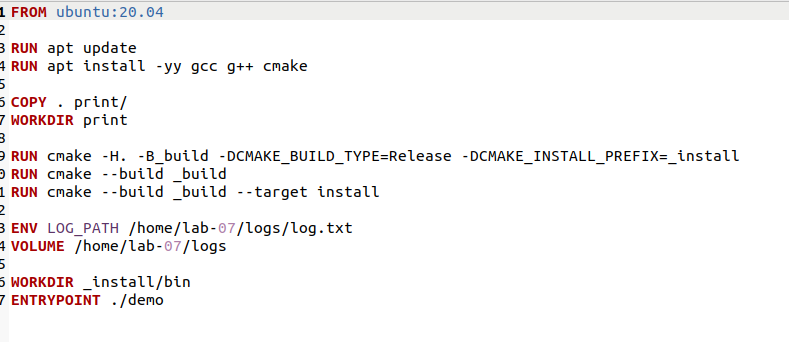 1 FROM ubuntu:20.04
2
3 RUN apt update
4 RUN apt install -yy gcc g++ cmake
5
6 COPY . print/
7 WORKDIR print
8
9 RUN cmake -H. -B_build -DCMAKE_BUILD_TYPE=Release -DCMAKE_INSTALL_PREFIX=_install
0 RUN cmake --build _build
1 RUN cmake --build _build --target install
2
3 ENV LOG_PATH /home/lab-07/logs/log.txt
4 VOLUME /home/lab-07/logs
5
6 WORKDIR _install/bin
7 ENTRYPOINT ./demo